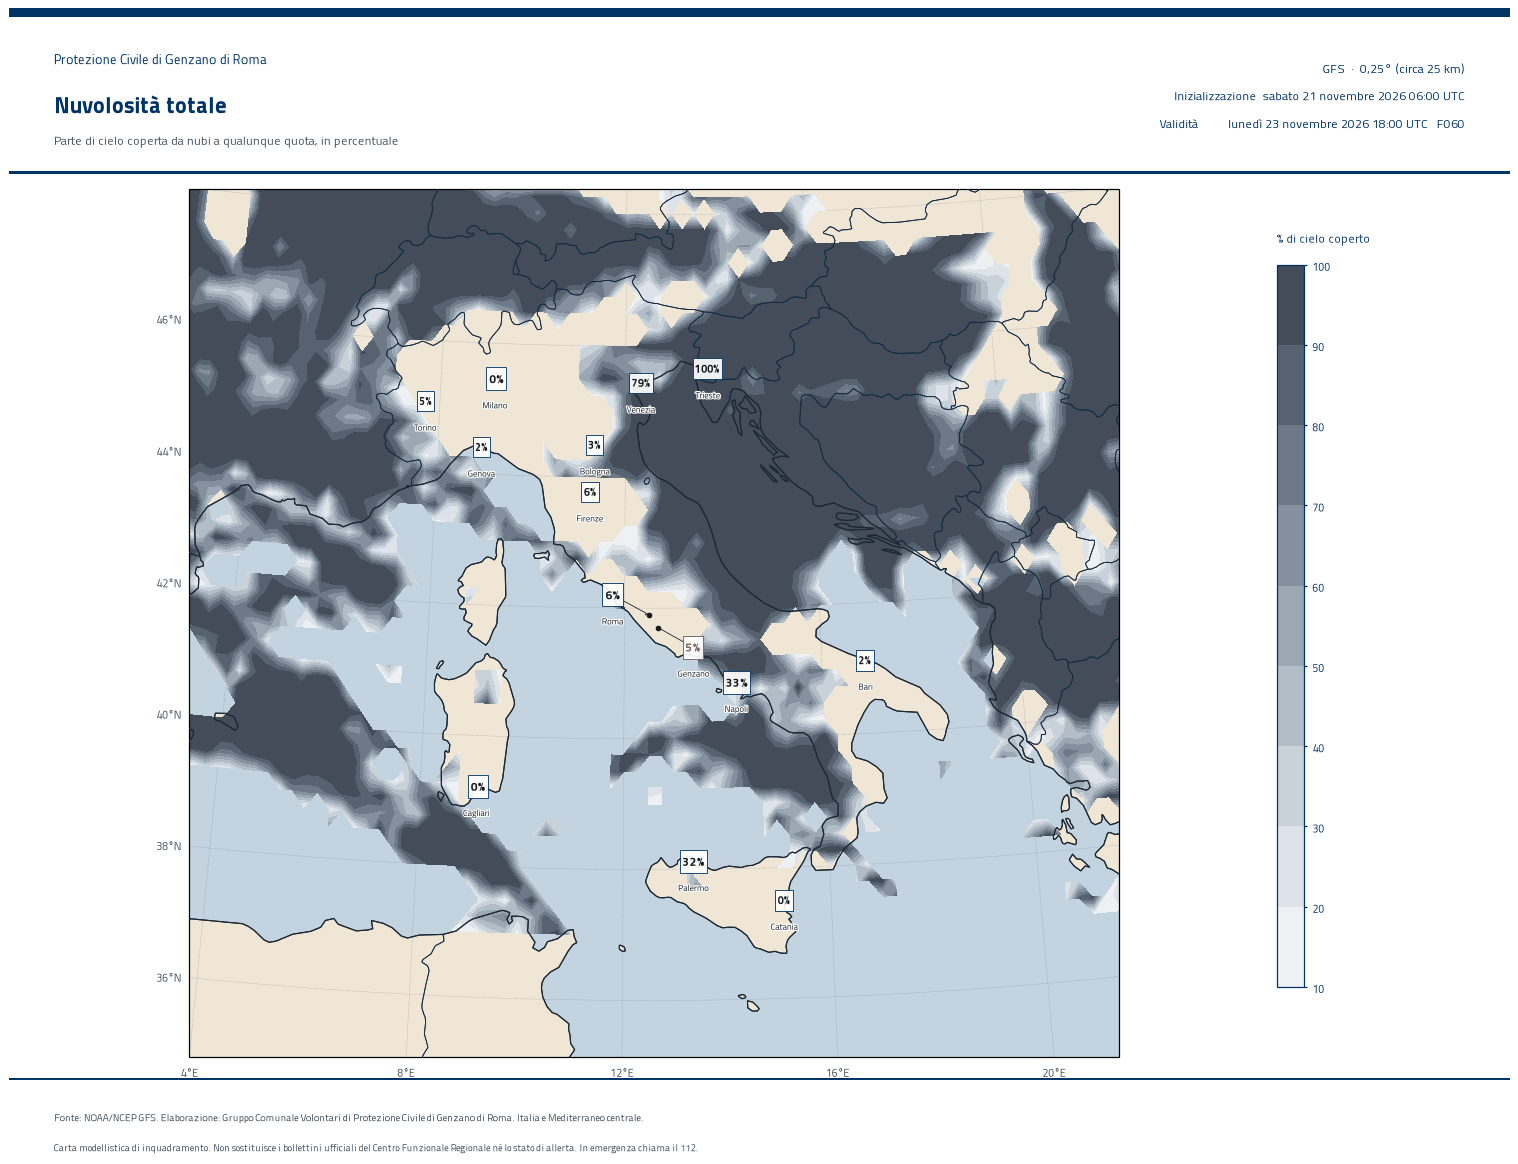 Protezione Civile di Genzano di Roma
Nuvolosità totale
Parte di cielo coperta da nubi a qualunque quota, in percentuale
GFS · 0,25° (circa 25 km)
Inizializzazione sabato 21 novembre 2026 06:00 UTC
Validità lunedì 23 novembre 2026 18:00 UTC F060
% di cielo coperto
100
90
80
70
60
50
40
30
20
10
46°N
44°N
42°N
40°N
38°N
36°N
4°E
8°E
12°E
16°E
20°E
100%
Trieste
79%
Venezia
0%
Milano
5%
Torino
2%
Genova
3%
Bologna
6%
Firenze
6%
Roma
5%
Genzano
33%
Napoli
2%
Bari
0%
Cagliari
32%
Palermo
0%
Catania
Fonte: NOAA/NCEP GFS. Elaborazione: Gruppo Comunale Volontari di Protezione Civile di Genzano di Roma. Italia e Mediterraneo centrale.
Carta modellistica di inquadramento. Non sostituisce i bollettini ufficiali del Centro Funzionale Regionale né lo stato di allerta. In emergenza chiama il 112.